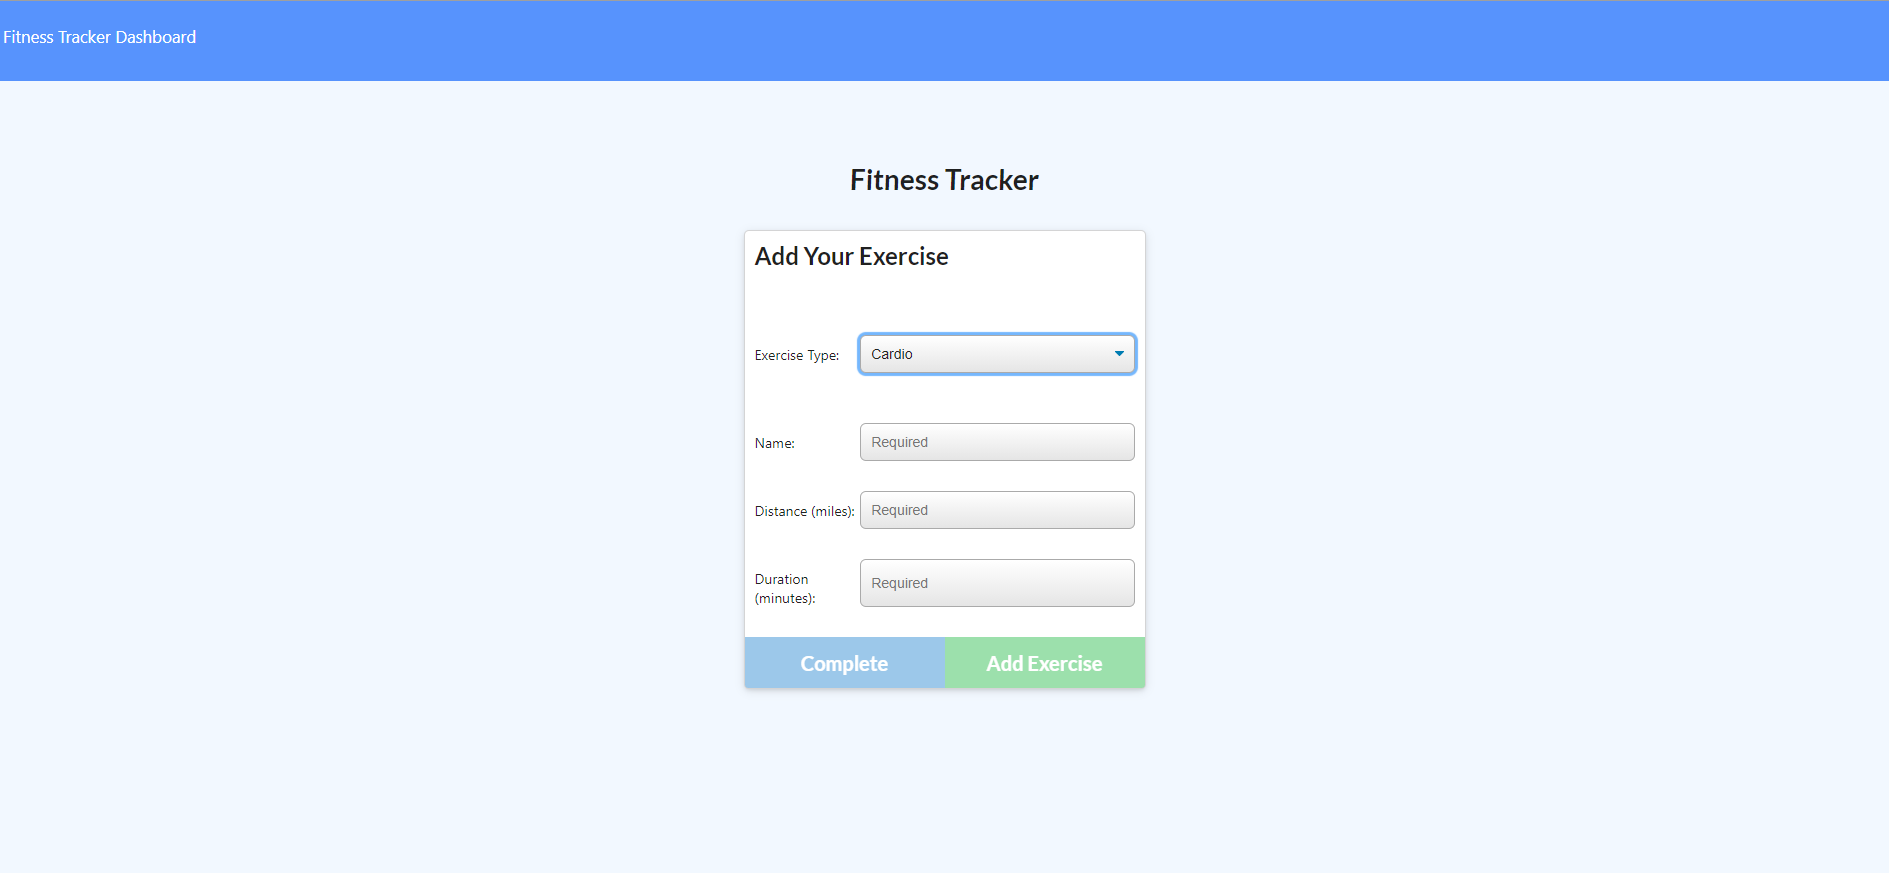 Fitness Tracker Dashboard
Fitness Tracker
Add Your Exercise
Exercise Type: Cardio
Name: Required
Distance (miles): Required
Duration
(minutes): Required
Complete Add Exercise